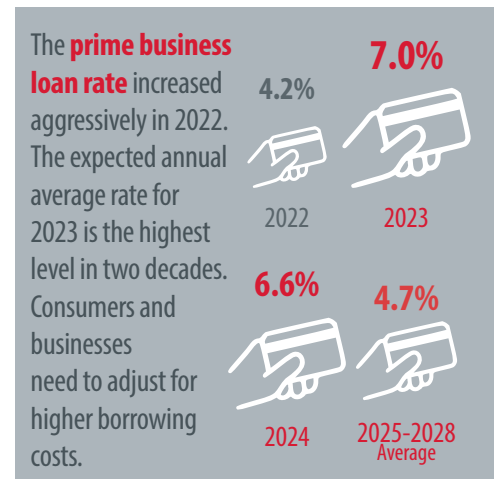 The prime business
loan rate increased
aggressively in 2022.
The expected annual
average rate for
2023 is the highest
level in two decades.
Consumers and
businesses
need to adjust for
higher borrowing
costs.
4.2%
2022
7.0%
2023
6.6%
2024
4.7%
2025-2028
Average